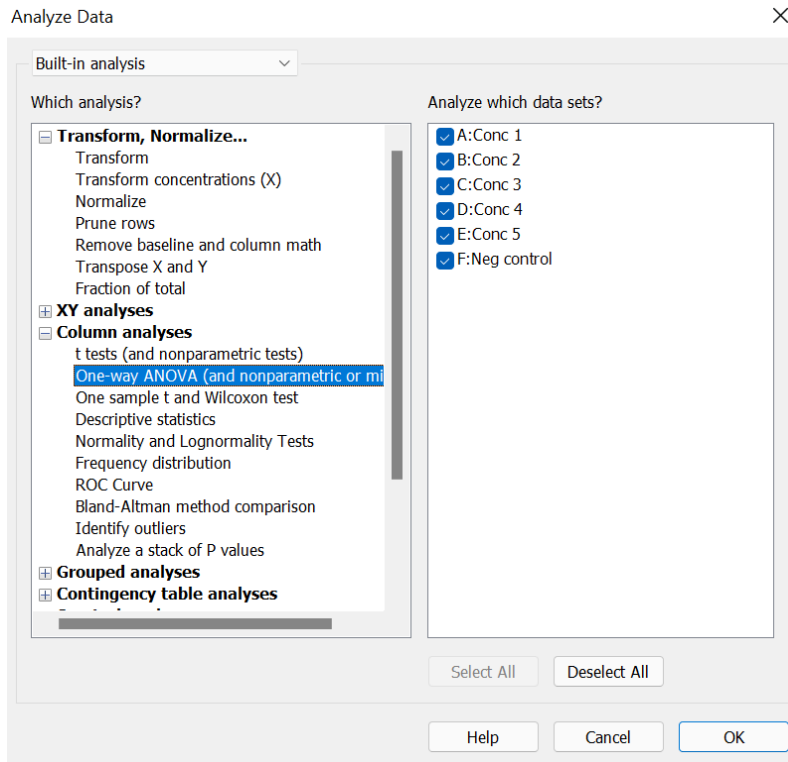 Analyze Data
Built-in analysis
Which analysis?
Transform, Normalize...
Transform
Transform concentrations (X)
Normalize
Prune rows
Remove baseline and column math
Transpose X and Y
Fraction of total
XY analyses
Column analyses
t tests (and nonparametric tests)
One-way ANOVA (and nonparametric or mi
One sample t and Wilcoxon test
Descriptive statistics
Normality and Lognormality Tests
Frequency distribution
ROC Curve
Bland-Altman method comparison
Identify outliers
Analyze a stack of P values
Grouped analyses
Contingency table analyses
Analyze which data sets?
A:Conc 1
B:Conc 2
C:Conc 3
D:Conc 4
E:Conc 5
F:Neg control
Select All
Deselect All
Help
Cancel
OK